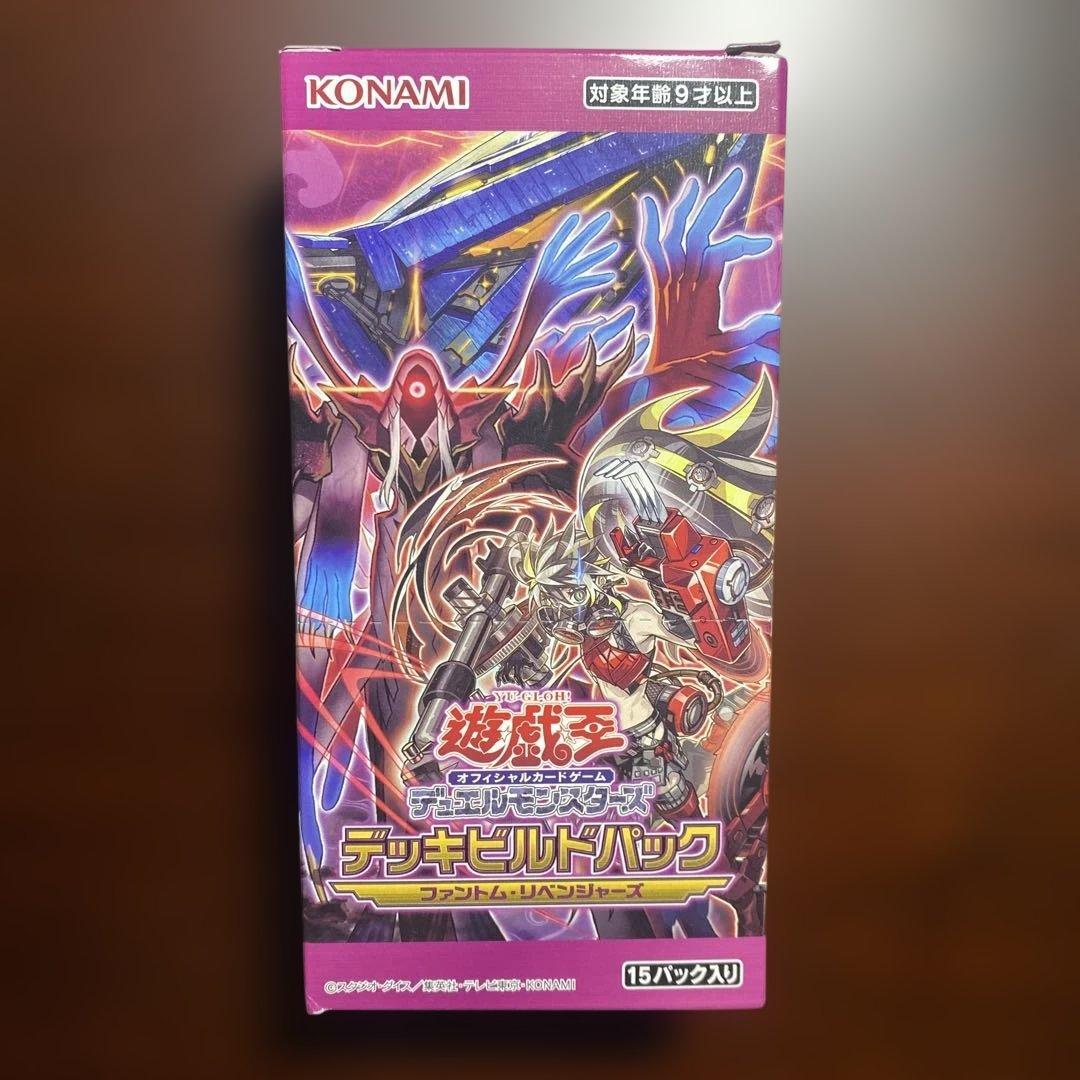 KONAMI
対象年齢9才以上
YU-GI-OH!
遊戯王
オフィシャルカードゲーム
デュエルモンスターズ
デッキビルドパック
ファントム・リベンジャーズ
15パック入り
©スタジオ・ダイス/集英社・テレビ東京・KONAMI